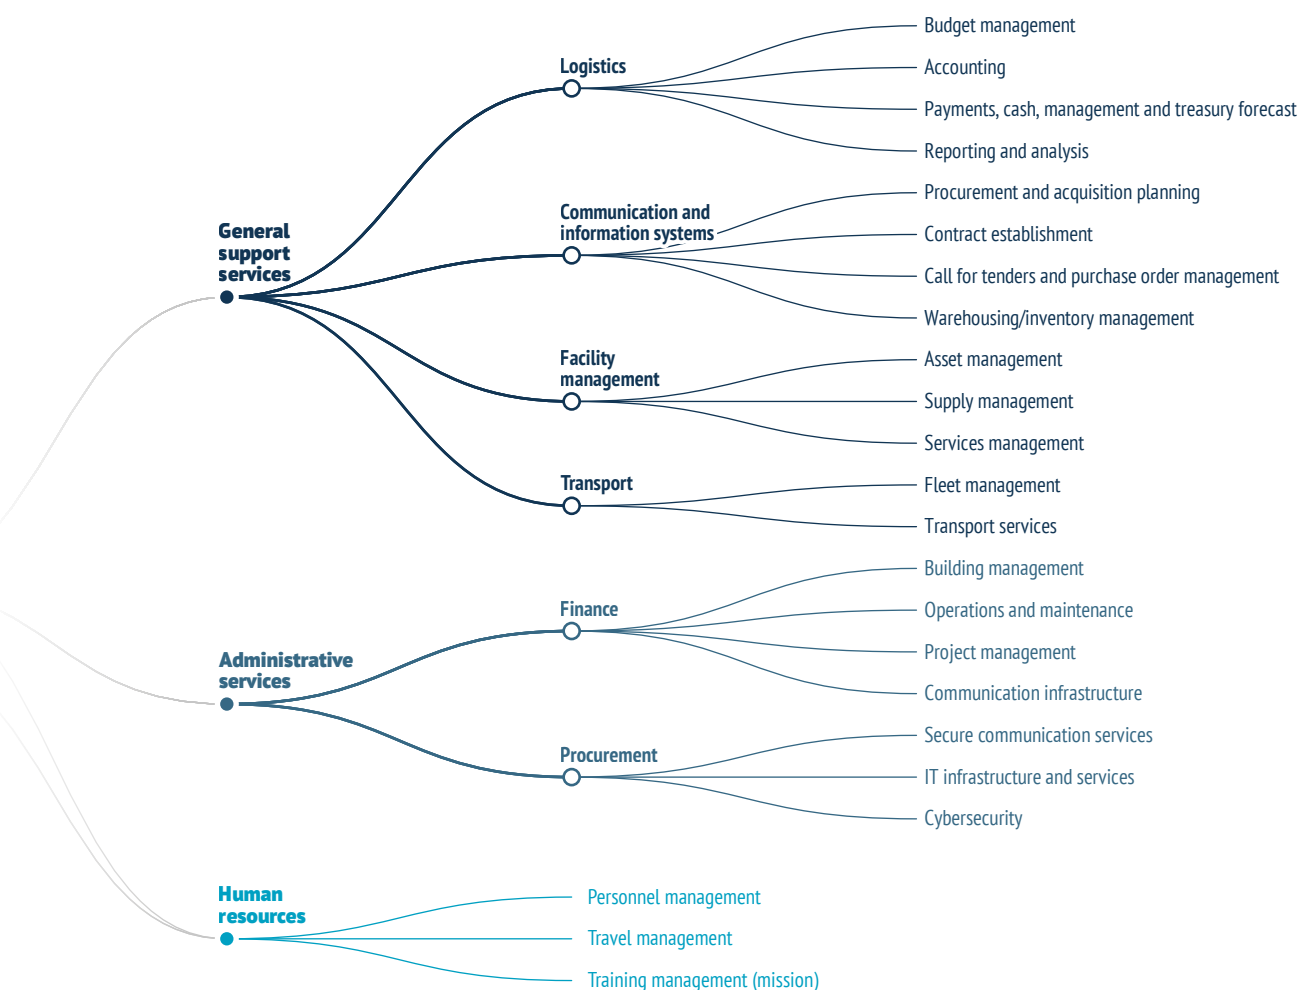 General
support
services
Logistics
Budget management
Accounting
Payments, cash, management and treasury forecast
Reporting and analysis
Communication and
information systems
Procurement and acquisition planning
Contract establishment
Call for tenders and purchase order management
Warehousing/inventory management
Facility
management
Asset management
Supply management
Services management
Transport
Fleet management
Transport services
Administrative
services
Finance
Building management
Operations and maintenance
Project management
Communication infrastructure
Procurement
Secure communication services
IT infrastructure and services
Cybersecurity
Human
resources
Personnel management
Travel management
Training management (mission)